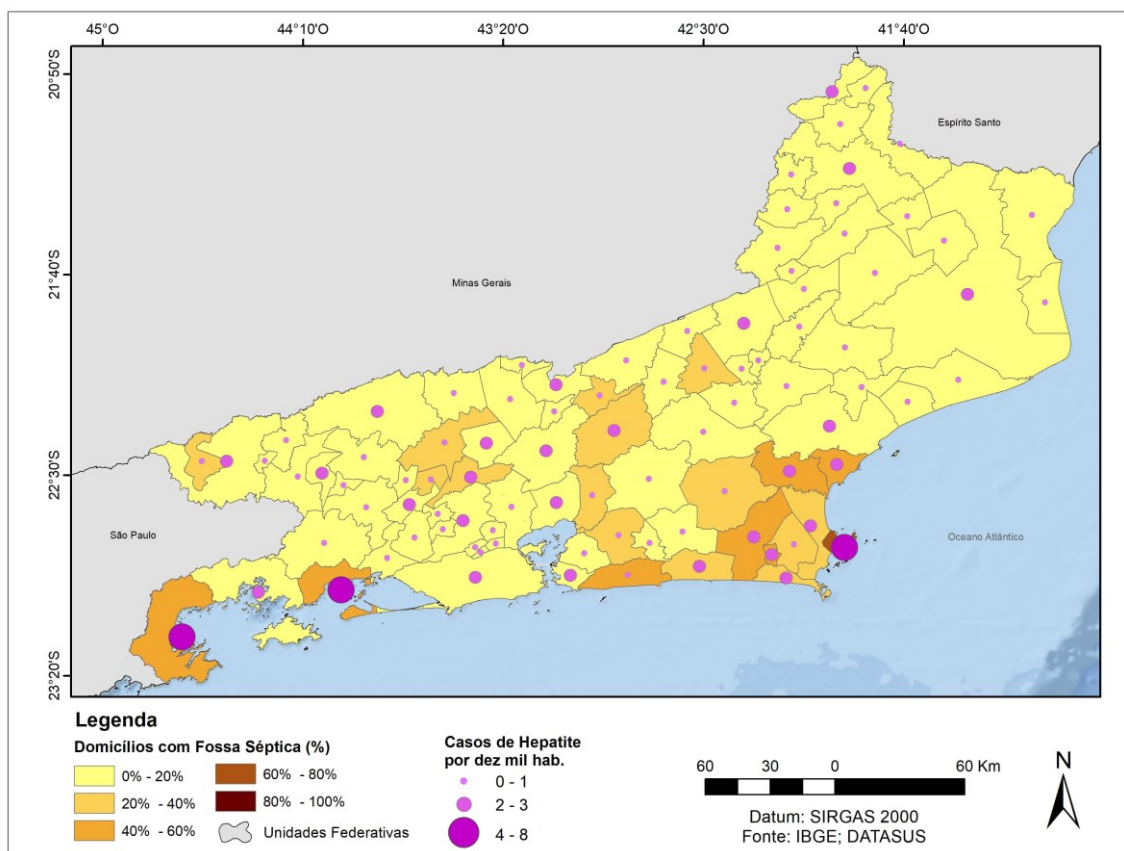 45°O 44°10'O 43°20'O 42°30'O 41°40'O
20°50'S
Espírito Santo
21°40'S
Minas Gerais
22°30'S
São Paulo
Oceano Atlântico
23°20'S
Legenda
Domicílios com Fossa Séptica (%)
0% - 20%
20% - 40%
40% - 60%
60% - 80%
80% - 100%
Unidades Federativas
Casos de Hepatite
por dez mil hab.
0 - 1
2 - 3
4 - 8
60 30 0 60 Km
Datum: SIRGAS 2000
Fonte: IBGE; DATASUS
N